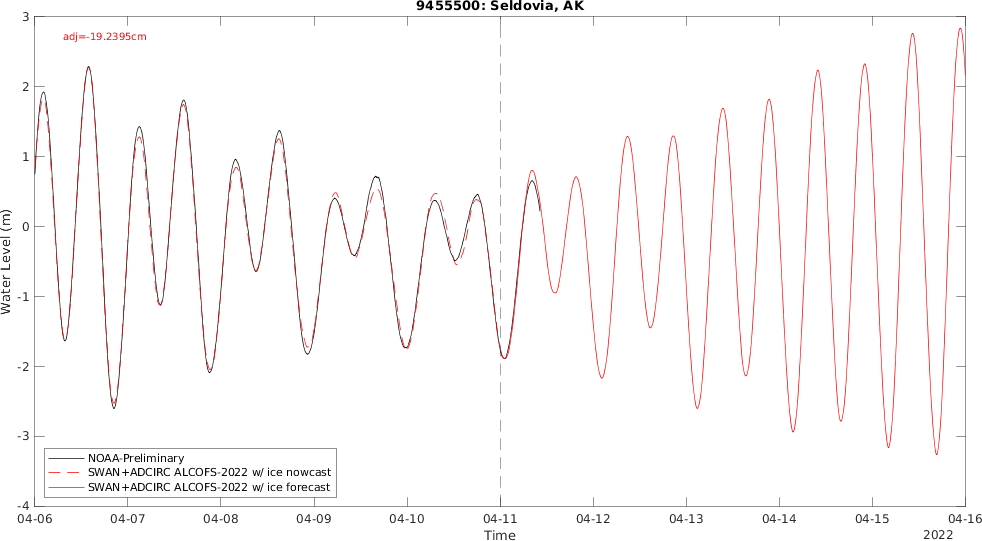 9455500: Seldovia, AK
adj=-19.2395cm
3
2
1
0
-1
-2
-3
-4
Water Level (m)
NOAA-Preliminary
SWAN+ADCIRC ALCOFS-2022 w/ ice nowcast
SWAN+ADCIRC ALCOFS-2022 w/ ice forecast
04-06 04-07 04-08 04-09 04-10 04-11 04-12 04-13 04-14 04-15 04-16
Time
2022